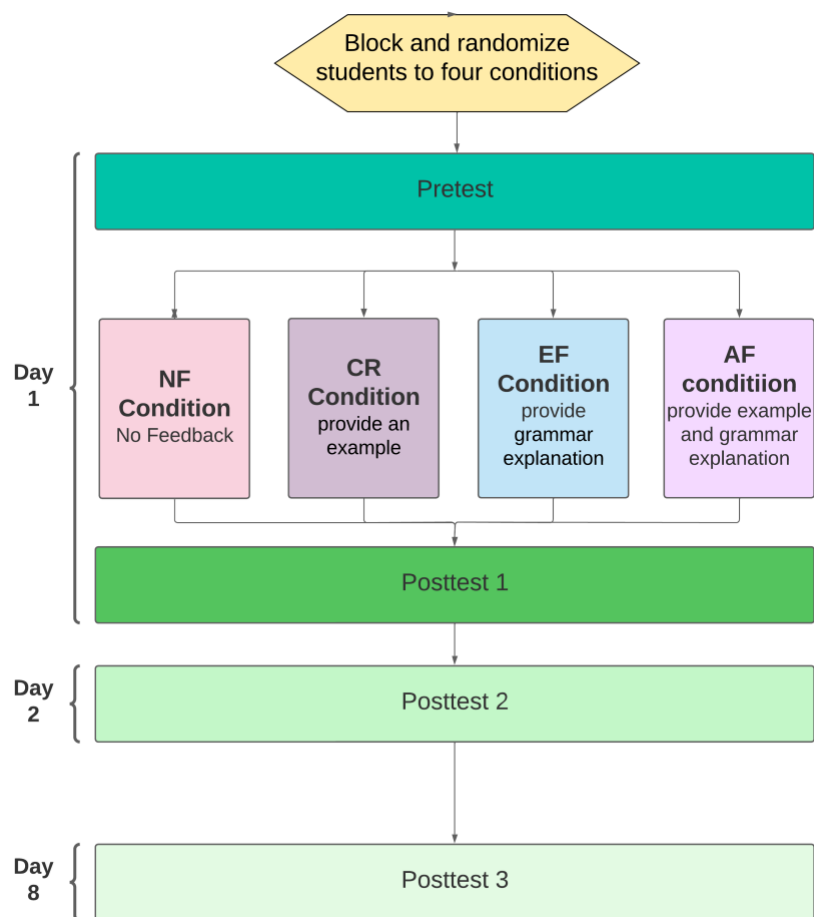 Block and randomize
students to four conditions
Pretest
Day
1
NF
Condition
No Feedback
CR
Condition
provide an
example
EF
Condition
provide
grammar
explanation
AF
condiitiion
provide example
and grammar
explanation
Posttest 1
Day
2
Posttest 2
Day
8
Posttest 3